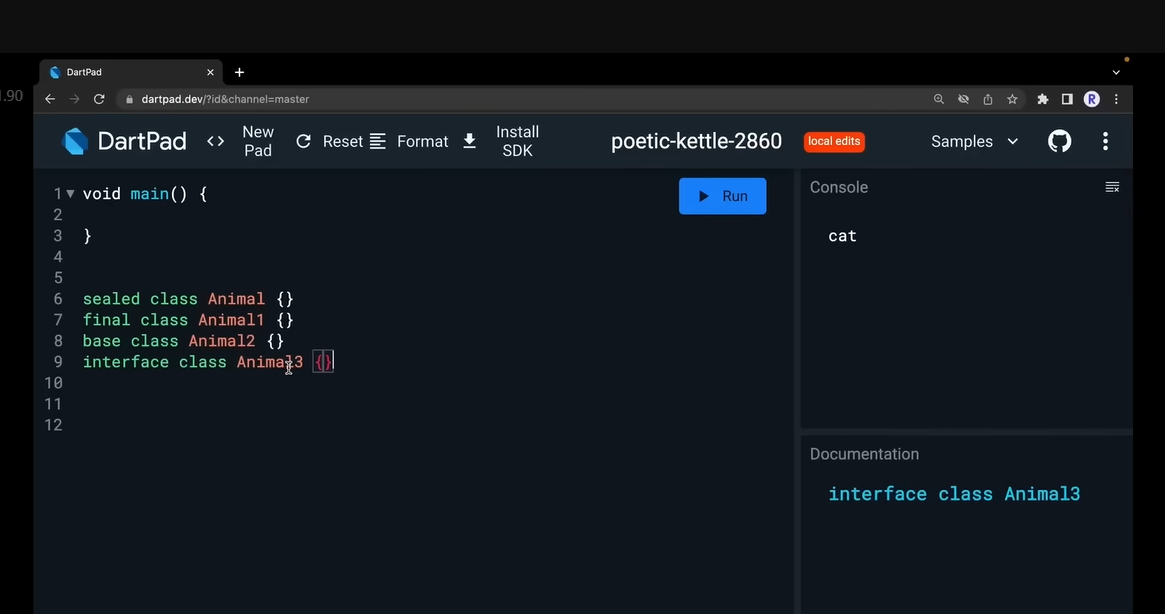 1.90
DartPad
dartpad.dev/?id&channel=master
R
DartPad
<> New Pad
Reset
Format
Install SDK
poetic-kettle-2860
local edits
Samples
1 void main() {
2
3 }
4
5
6 sealed class Animal {}
7 final class Animal1 {}
8 base class Animal2 {}
9 interface class Animal3 {}
10
11
12
Run
Console
cat
Documentation
interface class Animal3